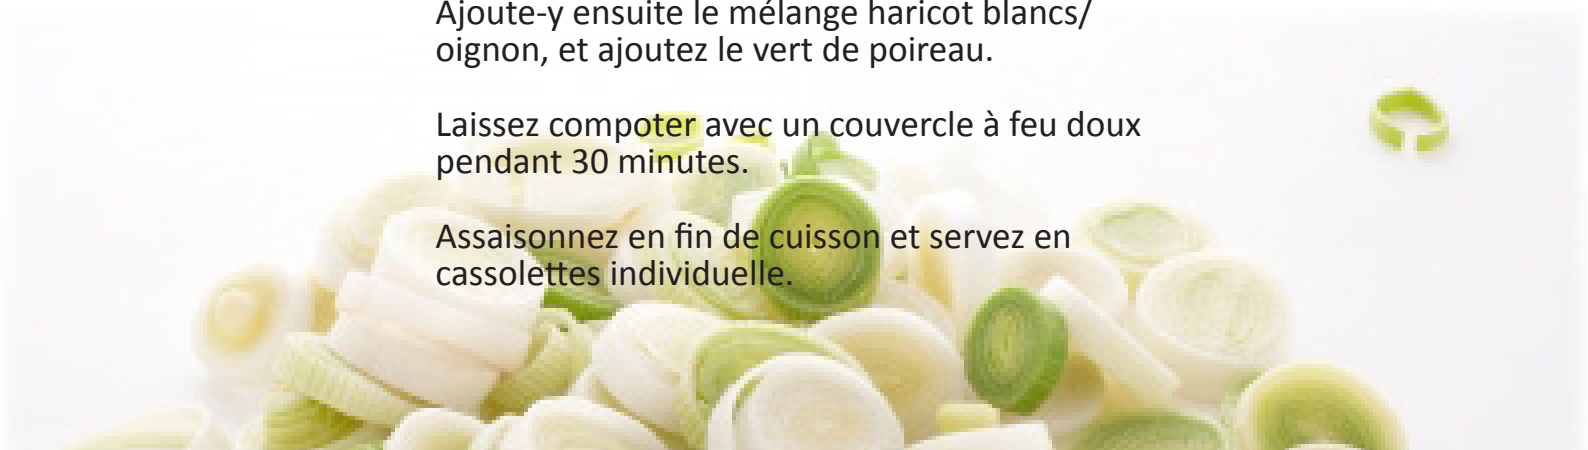 Ajoute-y ensuite le mélange haricot blancs/
oignon, et ajoutez le vert de poireau.
Laissez compoter avec un couvercle à feu doux
pendant 30 minutes.
Assaisonnez en fin de cuisson et servez en
cassolettes individuelle.